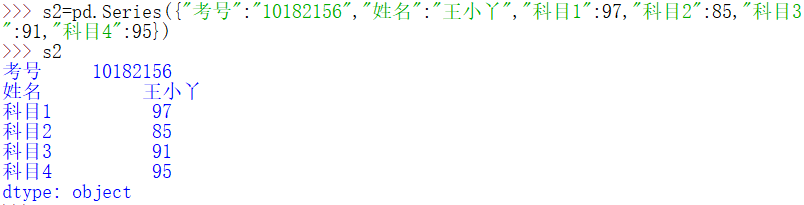 >>> s2=pd.Series({"考号":"10182156","姓名":"王小丫","科目1":97,"科目2":85,"科目3
":91,"科目4":95})
>>> s2
考号     10182156
姓名          王小丫
科目1          97
科目2          85
科目3          91
科目4          95
dtype: object